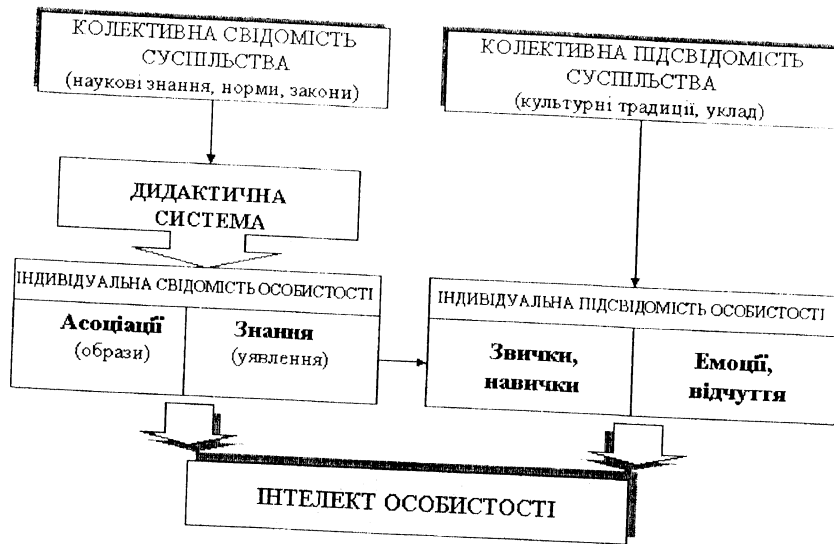 КОЛЕКТИВНА СВІДОМІСТЬ
СУСПІЛЬСТВА
(наукові знання, норми, закони)
КОЛЕКТИВНА ПІДСВІДОМІСТЬ
СУСПІЛЬСТВА
(культурні традиції, уклад)
ДИДАКТИЧНА
СИСТЕМА
ІНДИВІДУАЛЬНА СВІДОМІСТЬ ОСОБИСТОСТІ
Асоціації
(образи)
Знання
(уявлення)
ІНДИВІДУАЛЬНА ПІДСВІДОМІСТЬ ОСОБИСТОСТІ
Звички,
навички
Емоції,
відчуття
ІНТЕЛЕКТ ОСОБИСТОСТІ